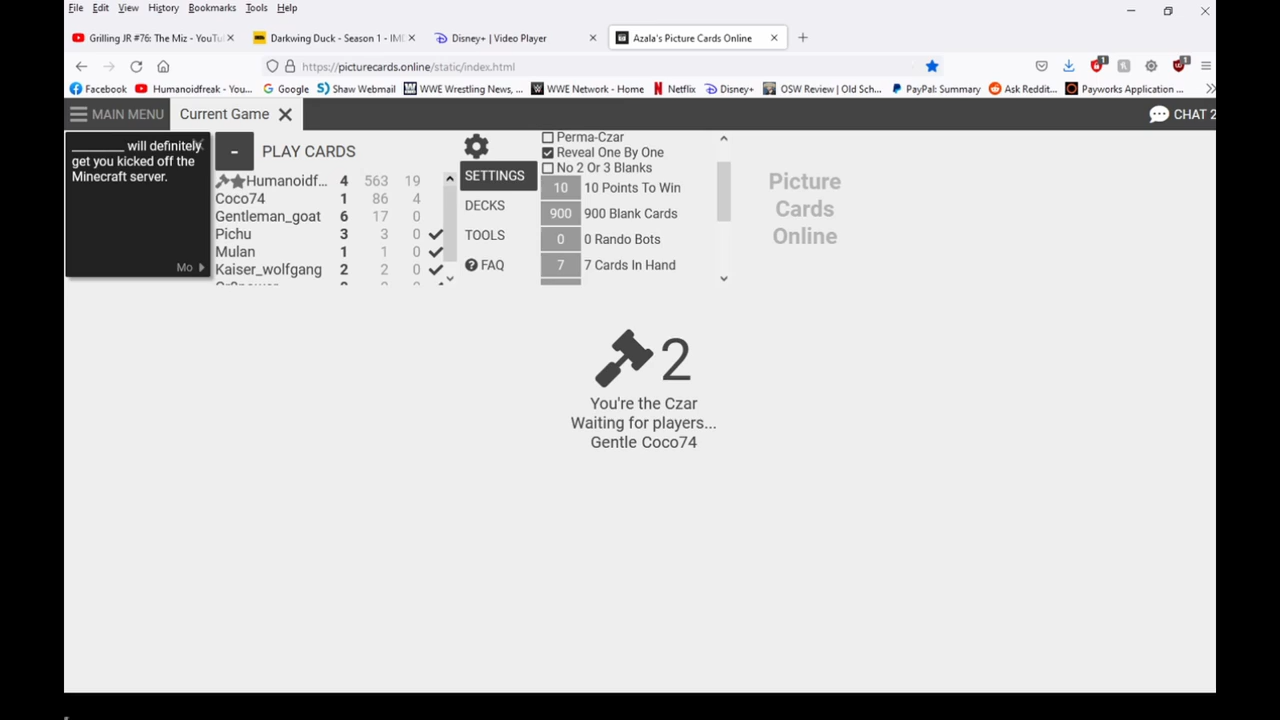 File Edit View History Bookmarks Tools Help
Grilling JR #76: The Miz - YouTu
Darkwing Duck - Season 1 - IM
Disney+ | Video Player
Azala's Picture Cards Online
https://picturecards.online/static/index.html
Facebook Humanoidfreak - You... Google Shaw Webmail WWE Wrestling News, ... WWE Network - Home Netflix Disney+ OSW Review | Old Sch... PayPal: Summary Ask Reddit... Payworks Application ...
MAIN MENU Current Game CHAT 2
________ will definitely
get you kicked off the
Minecraft server.
Mo
- PLAY CARDS
Humanoidf... 4 563 19
Coco74 1 86 4
Gentleman_goat 6 17 0
Pichu 3 3 0
Mulan 1 1 0
Kaiser_wolfgang 2 2 0
SETTINGS
DECKS
TOOLS
FAQ
Perma-Czar
Reveal One By One
No 2 Or 3 Blanks
10 10 Points To Win
900 900 Blank Cards
0 0 Rando Bots
7 7 Cards In Hand
Picture
Cards
Online
2
You're the Czar
Waiting for players...
Gentle Coco74